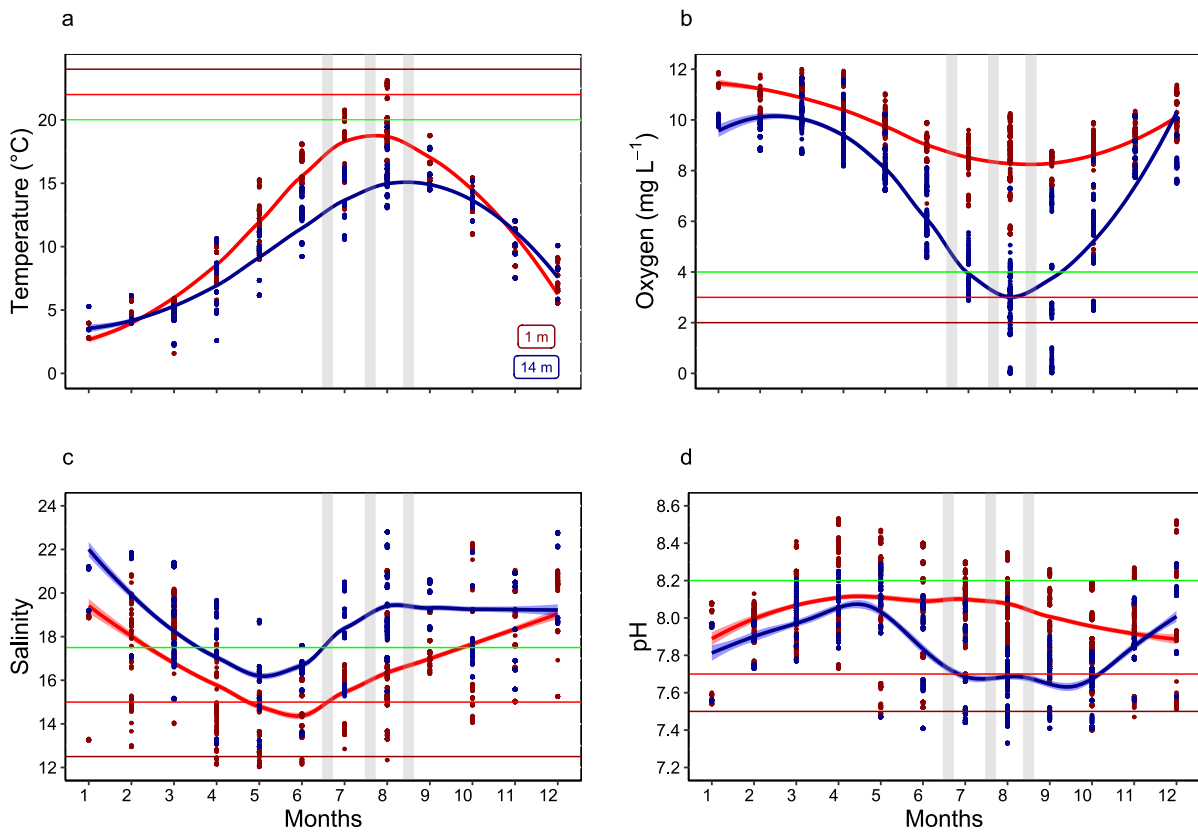 a
Temperature (°C)
20
15
10
5
0
1 m
14 m
b
Oxygen (mg L⁻¹)
12
10
8
6
4
2
0
c
Salinity
24
22
20
18
16
14
12
1 2 3 4 5 6 7 8 9 10 11 12
Months
d
pH
8.6
8.4
8.2
8.0
7.8
7.6
7.4
7.2
1 2 3 4 5 6 7 8 9 10 11 12
Months